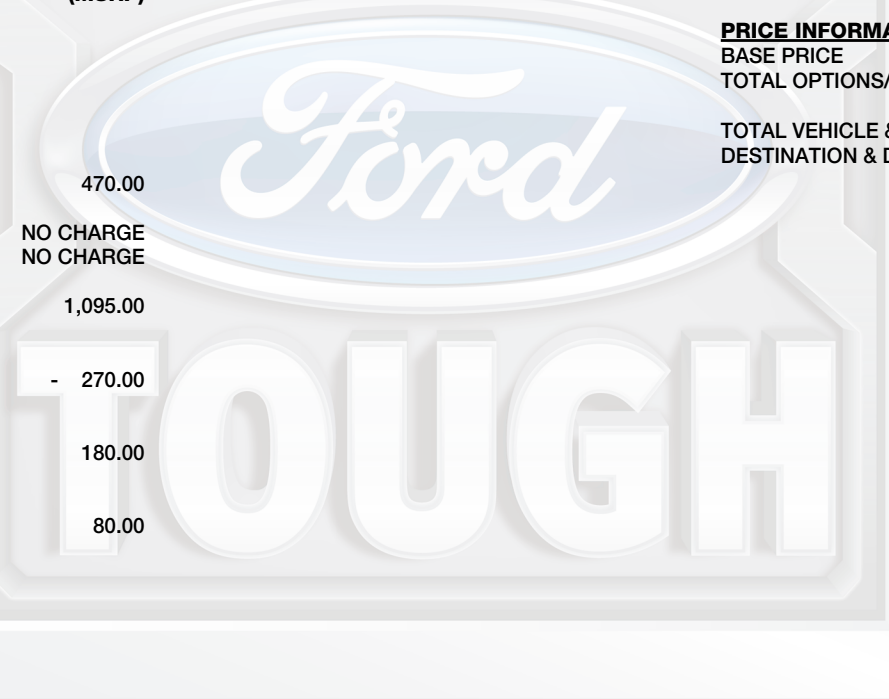 (MSRP)
470.00
NO CHARGE
NO CHARGE
1,095.00
- 270.00
180.00
80.00
PRICE INFORMA
BASE PRICE
TOTAL OPTIONS/
TOTAL VEHICLE &
DESTINATION & D
Ford
TOUGH